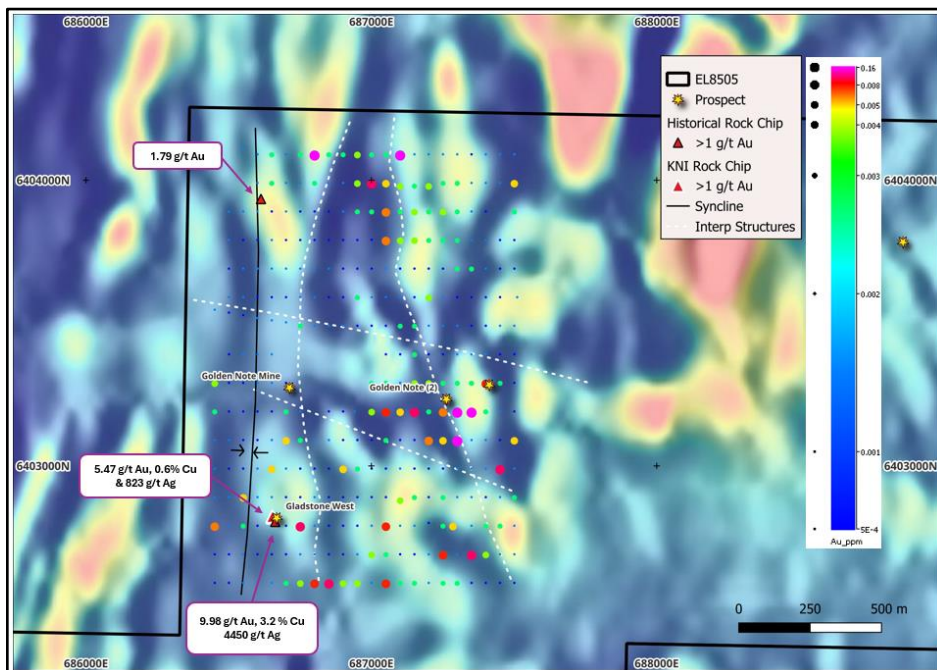 686000E
687000E
688000E
EL8505
Prospect
Historical Rock Chip
>1 g/t Au
KNI Rock Chip
>1 g/t Au
Syncline
Interp Structures
0.16
0.008
0.005
0.004
0.003
0.002
0.001
5E-4
Au_ppm
1.79 g/t Au
6404000N
Golden Note Mine
Golden Note (2)
6403000N
5.47 g/t Au, 0.6% Cu
& 823 g/t Ag
Gladstone West
9.98 g/t Au, 3.2 % Cu
4450 g/t Ag
0 250 500 m
686000E
687000E
688000E